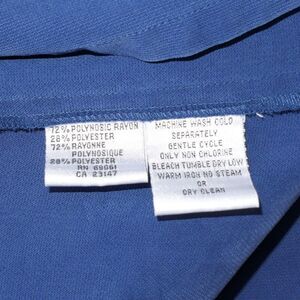 72% POLYNOSIC RAYON
28% POLYESTER
72% RAYONNE
POLYNOSIQUE
28% POLYESTER
RN 69661
CA 23147
MACHINE WASH COLD
SEPARATELY
GENTLE CYCLE
ONLY NON CHLORINE
BLEACH TUMBLE DRY LOW
WARM IRON NO STEAM
OR
DRY CLEAN